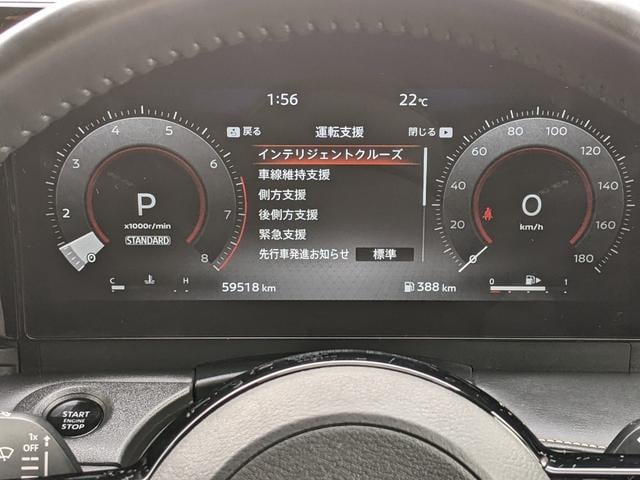 1:56
22℃
戻る
運転支援
閉じる
インテリジェントクルーズ
車線維持支援
側方支援
後側方支援
緊急支援
先行車発進お知らせ 標準
0 2 4 5 6 7 8
P
x1000r/min
STANDARD
C H
0 20 60 80 100 120 160 180
0
km/h
0 1
59518 km
388 km
START
ENGINE
STOP
1x
OFF